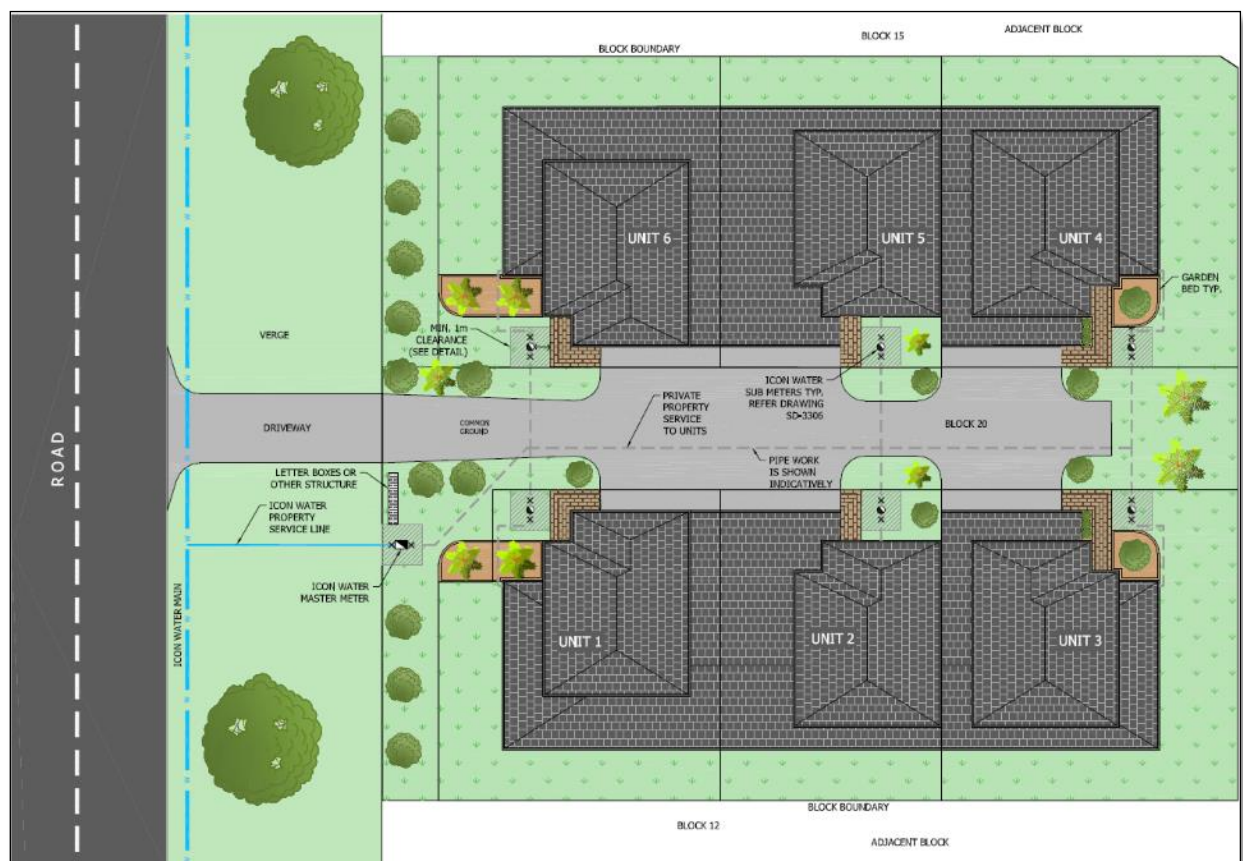 ADJACENT BLOCK
BLOCK 15
BLOCK BOUNDARY
UNIT 6
UNIT 5
UNIT 4
GARDEN
BED TYP.
VERGE
MIN. 1m
CLEARANCE
(SEE DETAIL)
ICON WATER
SUB METERS TYP.
REFER DRAWING
SD-3306
PRIVATE
PROPERTY
SERVICE
TO UNITS
ROAD
DRIVEWAY
COMMON
GROUND
BLOCK 20
PIPE WORK
IS SHOWN
INDICATIVELY
LETTER BOXES OR
OTHER STRUCTURE
ICON WATER
PROPERTY
SERVICE LINE
ICON WATER
MASTER METER
ICON WATER MAIN
UNIT 1
UNIT 2
UNIT 3
BLOCK BOUNDARY
BLOCK 12
ADJACENT BLOCK